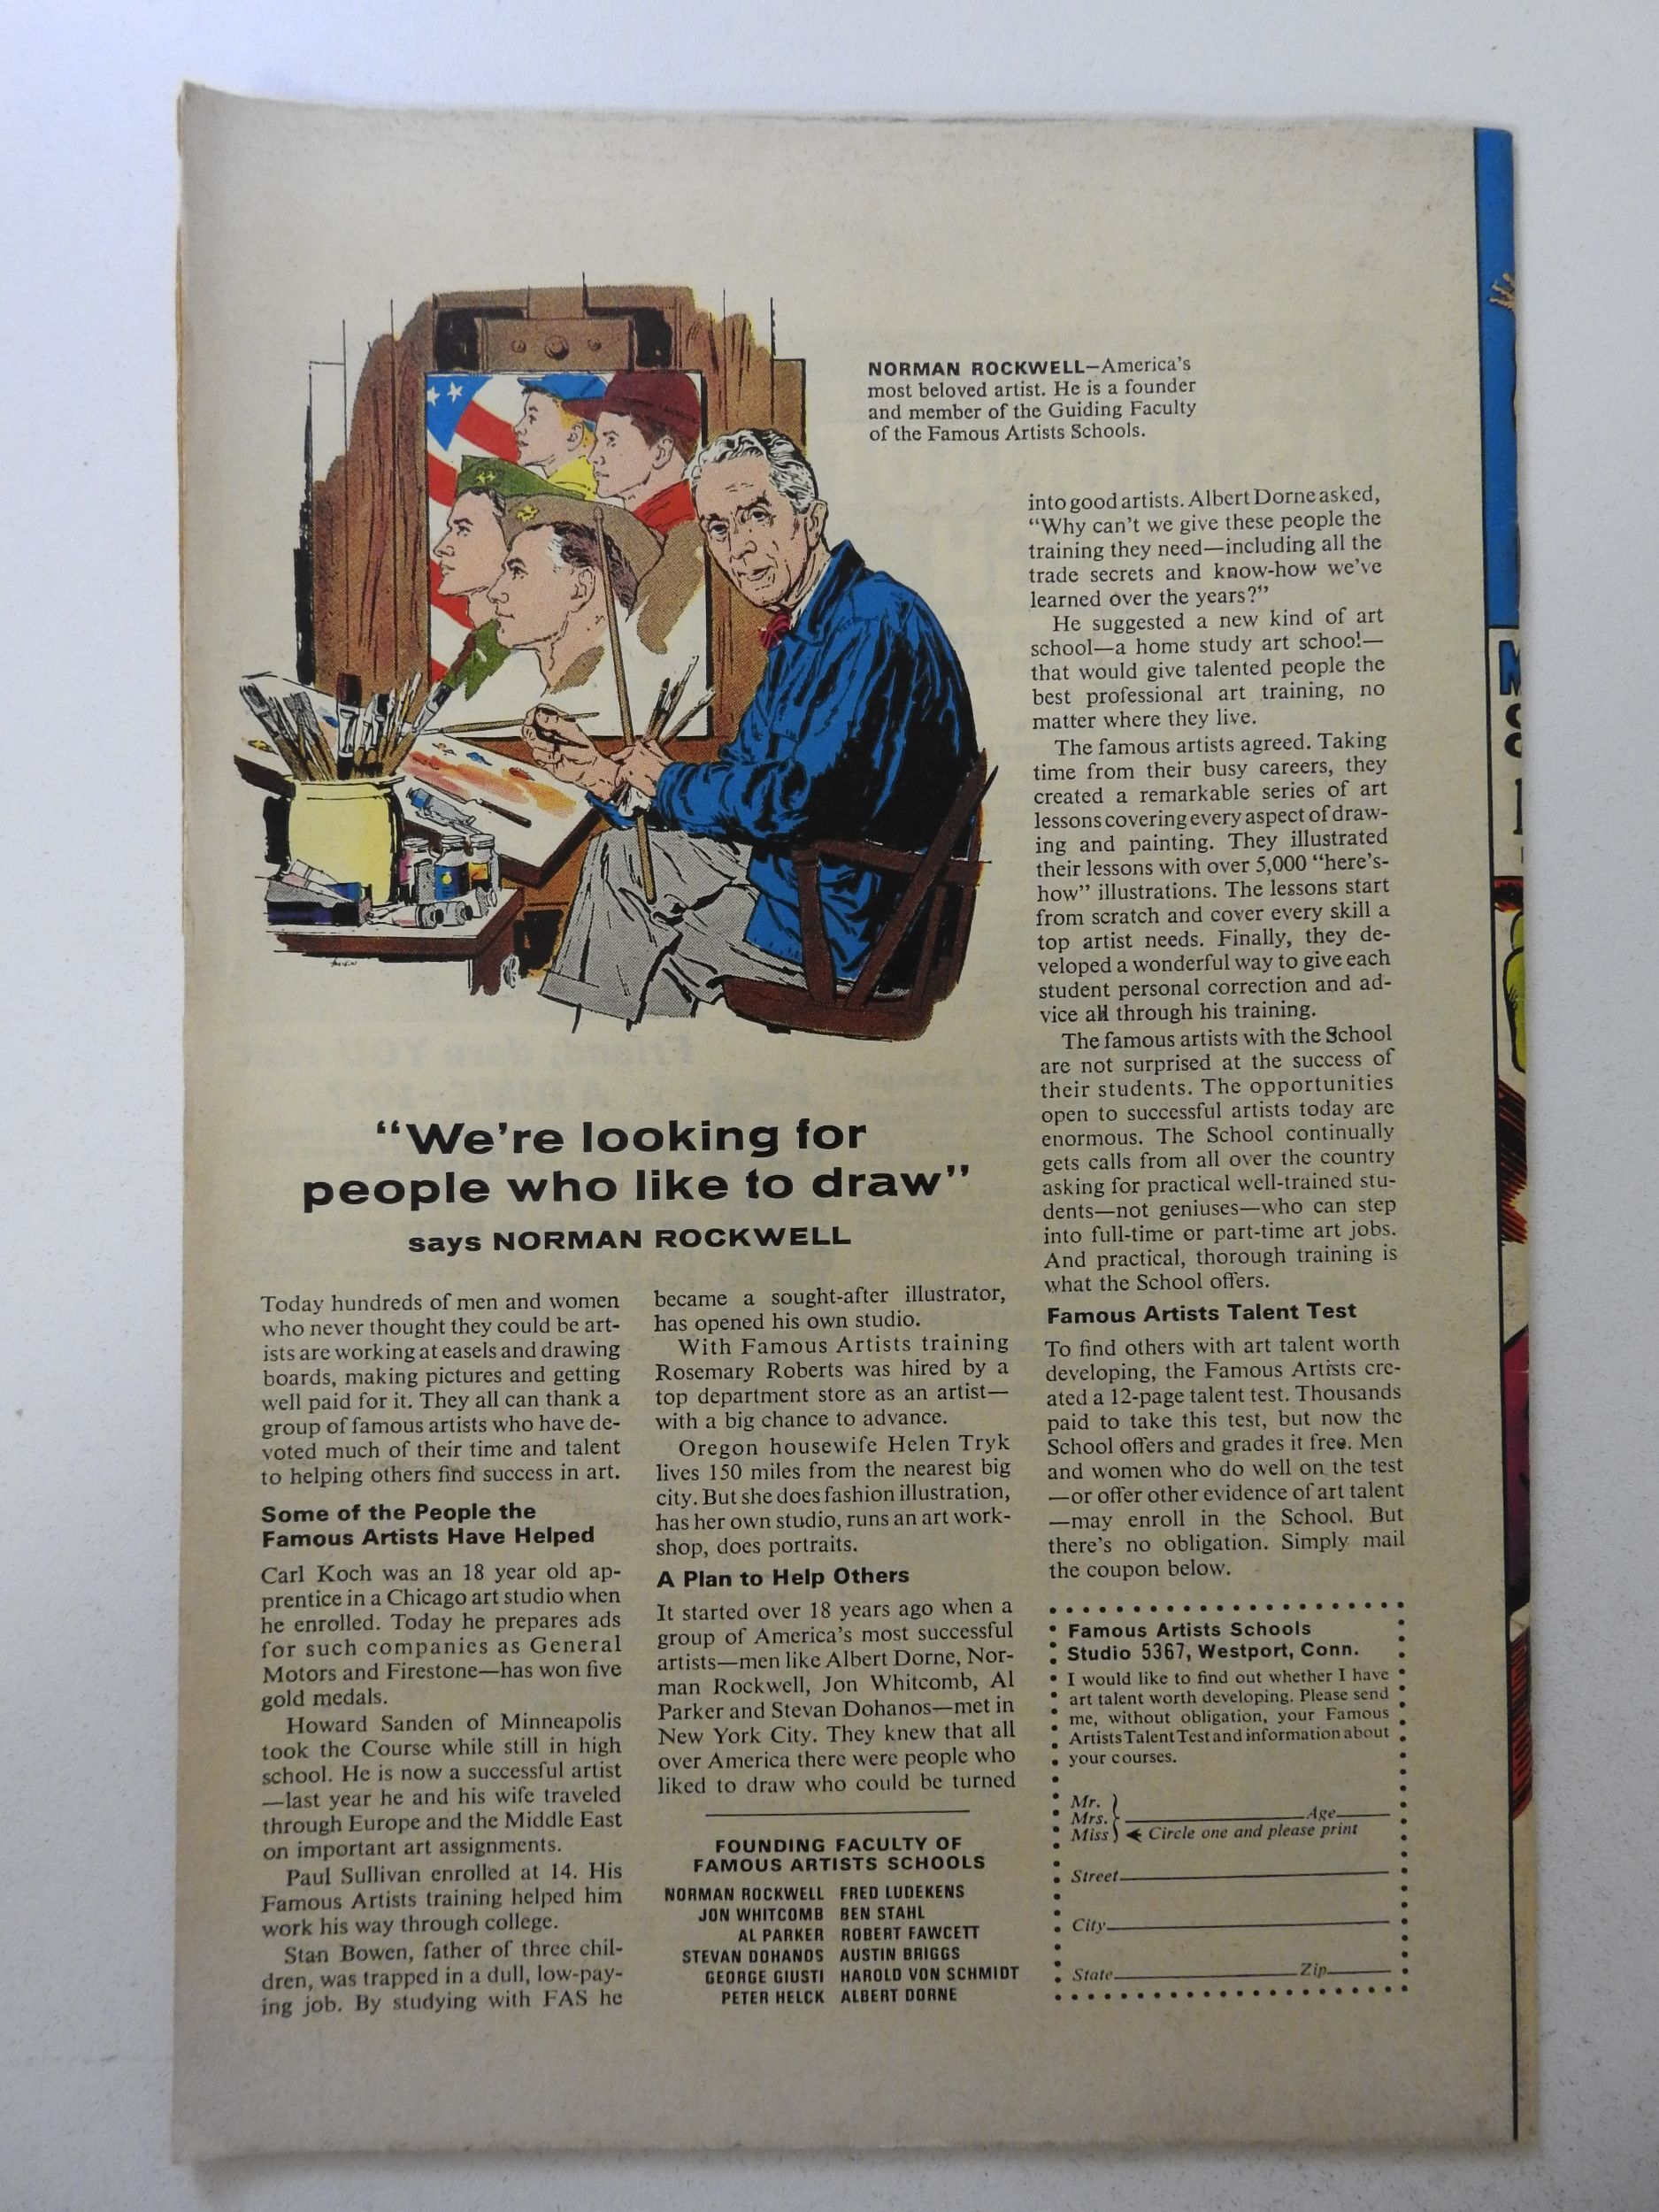 NORMAN ROCKWELL—America's
most beloved artist. He is a founder
and member of the Guiding Faculty
of the Famous Artists Schools.
"We're looking for
people who like to draw"
says NORMAN ROCKWELL
Today hundreds of men and women
who never thought they could be art-
ists are working at easels and drawing
boards, making pictures and getting
well paid for it. They all can thank a
group of famous artists who have de-
voted much of their time and talent
to helping others find success in art.
Some of the People the
Famous Artists Have Helped
Carl Koch was an 18 year old ap-
prentice in a Chicago art studio when
he enrolled. Today he prepares ads
for such companies as General
Motors and Firestone—has won five
gold medals.
Howard Sanden of Minneapolis
took the Course while still in high
school. He is now a successful artist
—last year he and his wife traveled
through Europe and the Middle East
on important art assignments.
Paul Sullivan enrolled at 14. His
Famous Artists training helped him
work his way through college.
Stan Bowen, father of three chil-
dren, was trapped in a dull, low-pay-
ing job. By studying with FAS he
became a sought-after illustrator,
has opened his own studio.
With Famous Artists training
Rosemary Roberts was hired by a
top department store as an artist—
with a big chance to advance.
Oregon housewife Helen Tryk
lives 150 miles from the nearest big
city. But she does fashion illustration,
has her own studio, runs an art work-
shop, does portraits.
A Plan to Help Others
It started over 18 years ago when a
group of America's most successful
artists—men like Albert Dorne, Nor-
man Rockwell, Jon Whitcomb, Al
Parker and Stevan Dohanos—met in
New York City. They knew that all
over America there were people who
liked to draw who could be turned
FOUNDING FACULTY OF
FAMOUS ARTISTS SCHOOLS
NORMAN ROCKWELL FRED LUDEKENS
JON WHITCOMB BEN STAHL
AL PARKER ROBERT FAWCETT
STEVAN DOHANOS AUSTIN BRIGGS
GEORGE GIUSTI HAROLD VON SCHMIDT
PETER HELCK ALBERT DORNE
into good artists. Albert Dorne asked,
"Why can't we give these people the
training they need—including all the
trade secrets and know-how we've
learned over the years?"
He suggested a new kind of art
school—a home study art school—
that would give talented people the
best professional art training, no
matter where they live.
The famous artists agreed. Taking
time from their busy careers, they
created a remarkable series of art
lessons covering every aspect of draw-
ing and painting. They illustrated
their lessons with over 5,000 "here's-
how" illustrations. The lessons start
from scratch and cover every skill a
top artist needs. Finally, they de-
veloped a wonderful way to give each
student personal correction and ad-
vice all through his training.
The famous artists with the School
are not surprised at the success of
their students. The opportunities
open to successful artists today are
enormous. The School continually
gets calls from all over the country
asking for practical well-trained stu-
dents—not geniuses—who can step
into full-time or part-time art jobs.
And practical, thorough training is
what the School offers.
Famous Artists Talent Test
To find others with art talent worth
developing, the Famous Artists cre-
ated a 12-page talent test. Thousands
paid to take this test, but now the
School offers and grades it free. Men
and women who do well on the test
—or offer other evidence of art talent
—may enroll in the School. But
there's no obligation. Simply mail
the coupon below.
Famous Artists Schools
Studio 5367, Westport, Conn.
I would like to find out whether I have
art talent worth developing. Please send
me, without obligation, your Famous
Artists Talent Test and information about
your courses.
Mr.
Mrs. Age
Miss Circle one and please print
Street
City
State Zip